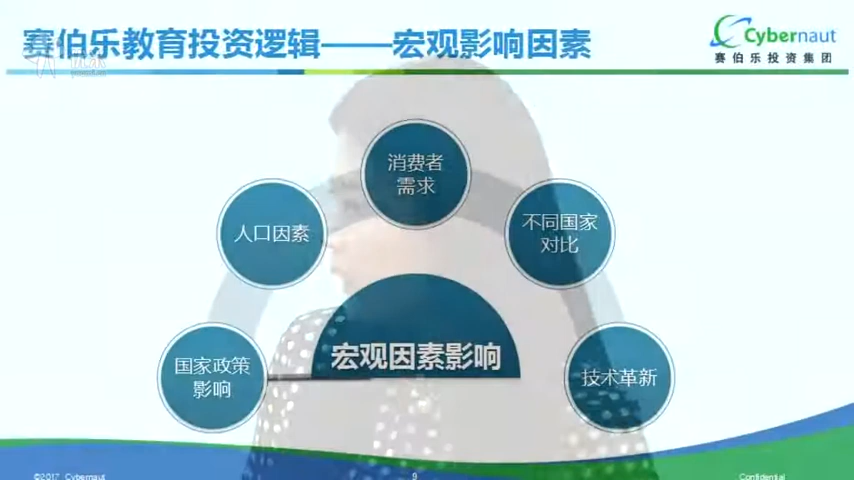 赛伯乐教育投资逻辑——宏观影响因素
Cybernaut
赛伯乐投资集团
消费者
需求
人口因素
不同国家
对比
国家政策
影响
宏观因素影响
技术革新
©2017 Cybernaut
9
Confidential